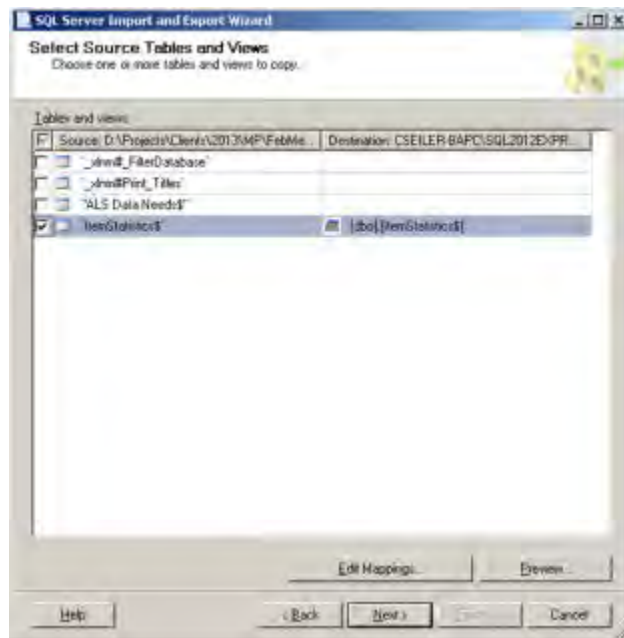 SQL Server Import and Export Wizard
Select Source Tables and Views
Choose one or more tables and views to copy.
Tables and views:
Source: D:\Projects\Clients\2013\MF\FebMe... Destination: CSEILER-BAPC\SQL2012EXPR...
`_xlnm#_FilterDatabase`
`_xlnm#Print_Titles`
`'ALS Data Needs$'`
`ItemStatistics$` [dbo].[ItemStatistics$]
Edit Mappings... Preview...
Help < Back Next > Cancel